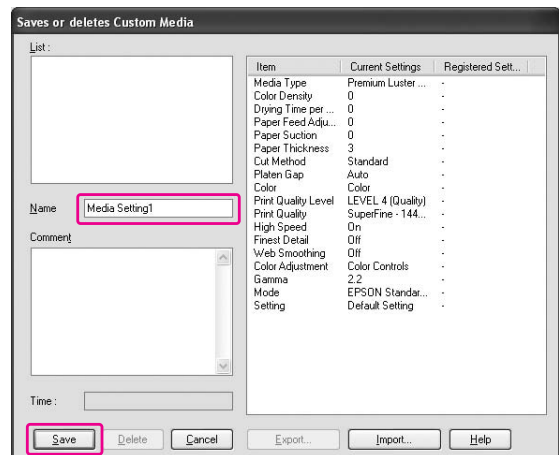 Saves or deletes Custom Media
List :
Name Media Setting1
Comment
Time :
Item Current Settings Registered Sett...
Media Type Premium Luster ... -
Color Density 0 -
Drying Time per ... 0 -
Paper Feed Adju... 0 -
Paper Suction 0 -
Paper Thickness 3 -
Cut Method Standard -
Platen Gap Auto -
Color Color -
Print Quality Level LEVEL 4 (Quality) -
Print Quality SuperFine - 144... -
High Speed On -
Finest Detail Off -
Web Smoothing Off -
Color Adjustment Color Controls -
Gamma 2.2 -
Mode EPSON Standar... -
Setting Default Setting -
Save Delete Cancel Export... Import... Help